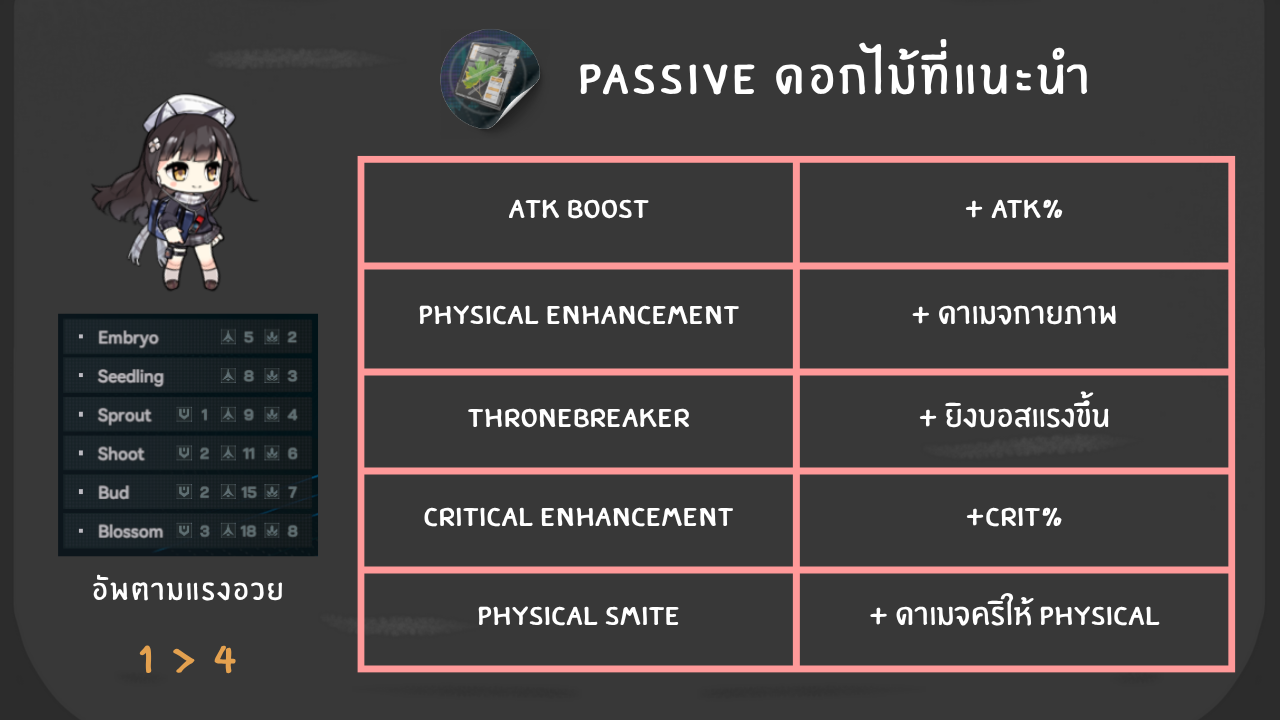 PASSIVE ดอกไม้ที่แนะนำ
ATK BOOST
+ ATK%
PHYSICAL ENHANCEMENT
+ ดาเมจกายภาพ
THRONEBREAKER
+ ยิงบอสแรงขึ้น
CRITICAL ENHANCEMENT
+CRIT%
PHYSICAL SMITE
+ ดาเมจคริให้ PHYSICAL
Embryo 5 2
Seedling 8 3
Sprout 1 9 4
Shoot 2 11 6
Bud 2 15 7
Blossom 3 18 8
อัพตามแรงอวย
1 > 4